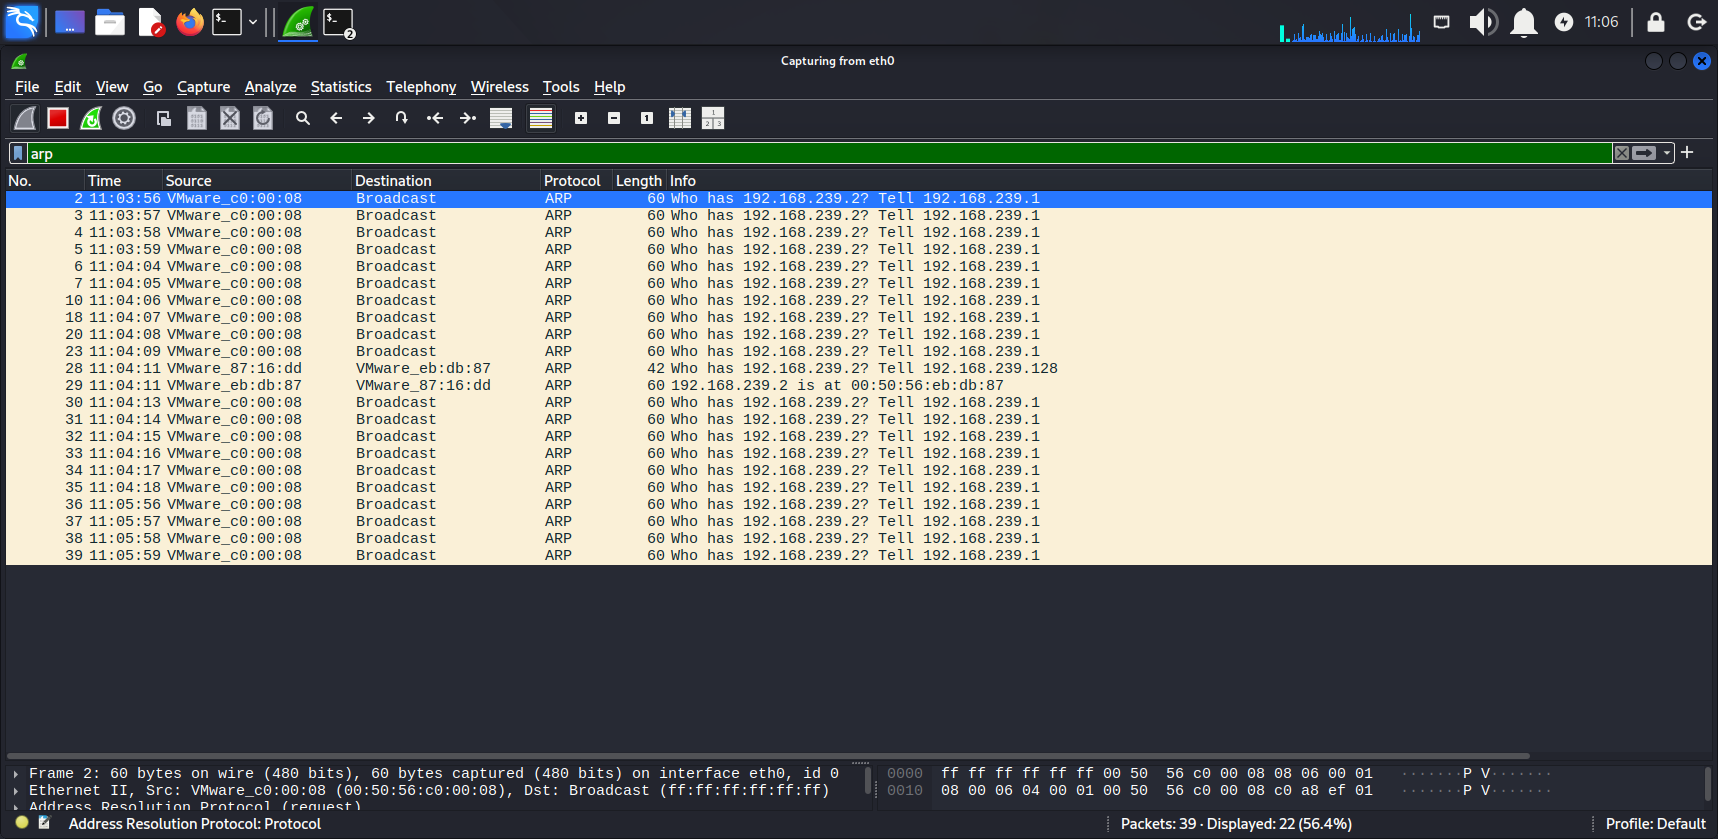 $_
$_
2
11:06
Capturing from eth0
File Edit View Go Capture Analyze Statistics Telephony Wireless Tools Help
arp
No. Time Source Destination Protocol Length Info
2 11:03:56 VMware_c0:00:08 Broadcast ARP 60 Who has 192.168.239.2? Tell 192.168.239.1
3 11:03:57 VMware_c0:00:08 Broadcast ARP 60 Who has 192.168.239.2? Tell 192.168.239.1
4 11:03:58 VMware_c0:00:08 Broadcast ARP 60 Who has 192.168.239.2? Tell 192.168.239.1
5 11:03:59 VMware_c0:00:08 Broadcast ARP 60 Who has 192.168.239.2? Tell 192.168.239.1
6 11:04:04 VMware_c0:00:08 Broadcast ARP 60 Who has 192.168.239.2? Tell 192.168.239.1
7 11:04:05 VMware_c0:00:08 Broadcast ARP 60 Who has 192.168.239.2? Tell 192.168.239.1
10 11:04:06 VMware_c0:00:08 Broadcast ARP 60 Who has 192.168.239.2? Tell 192.168.239.1
18 11:04:07 VMware_c0:00:08 Broadcast ARP 60 Who has 192.168.239.2? Tell 192.168.239.1
20 11:04:08 VMware_c0:00:08 Broadcast ARP 60 Who has 192.168.239.2? Tell 192.168.239.1
23 11:04:09 VMware_c0:00:08 Broadcast ARP 60 Who has 192.168.239.2? Tell 192.168.239.1
28 11:04:11 VMware_87:16:dd VMware_eb:db:87 ARP 42 Who has 192.168.239.2? Tell 192.168.239.128
29 11:04:11 VMware_eb:db:87 VMware_87:16:dd ARP 60 192.168.239.2 is at 00:50:56:eb:db:87
30 11:04:13 VMware_c0:00:08 Broadcast ARP 60 Who has 192.168.239.2? Tell 192.168.239.1
31 11:04:14 VMware_c0:00:08 Broadcast ARP 60 Who has 192.168.239.2? Tell 192.168.239.1
32 11:04:15 VMware_c0:00:08 Broadcast ARP 60 Who has 192.168.239.2? Tell 192.168.239.1
33 11:04:16 VMware_c0:00:08 Broadcast ARP 60 Who has 192.168.239.2? Tell 192.168.239.1
34 11:04:17 VMware_c0:00:08 Broadcast ARP 60 Who has 192.168.239.2? Tell 192.168.239.1
35 11:04:18 VMware_c0:00:08 Broadcast ARP 60 Who has 192.168.239.2? Tell 192.168.239.1
36 11:05:56 VMware_c0:00:08 Broadcast ARP 60 Who has 192.168.239.2? Tell 192.168.239.1
37 11:05:57 VMware_c0:00:08 Broadcast ARP 60 Who has 192.168.239.2? Tell 192.168.239.1
38 11:05:58 VMware_c0:00:08 Broadcast ARP 60 Who has 192.168.239.2? Tell 192.168.239.1
39 11:05:59 VMware_c0:00:08 Broadcast ARP 60 Who has 192.168.239.2? Tell 192.168.239.1
Frame 2: 60 bytes on wire (480 bits), 60 bytes captured (480 bits) on interface eth0, id 0
Ethernet II, Src: VMware_c0:00:08 (00:50:56:c0:00:08), Dst: Broadcast (ff:ff:ff:ff:ff:ff)
Address Resolution Protocol (request)
0000 ff ff ff ff ff ff 00 50 56 c0 00 08 08 06 00 01 ·······P V·······
0010 08 00 06 04 00 01 00 50 56 c0 00 08 c0 a8 ef 01 ·······P V·······
Address Resolution Protocol: Protocol
Packets: 39 · Displayed: 22 (56.4%)
Profile: Default